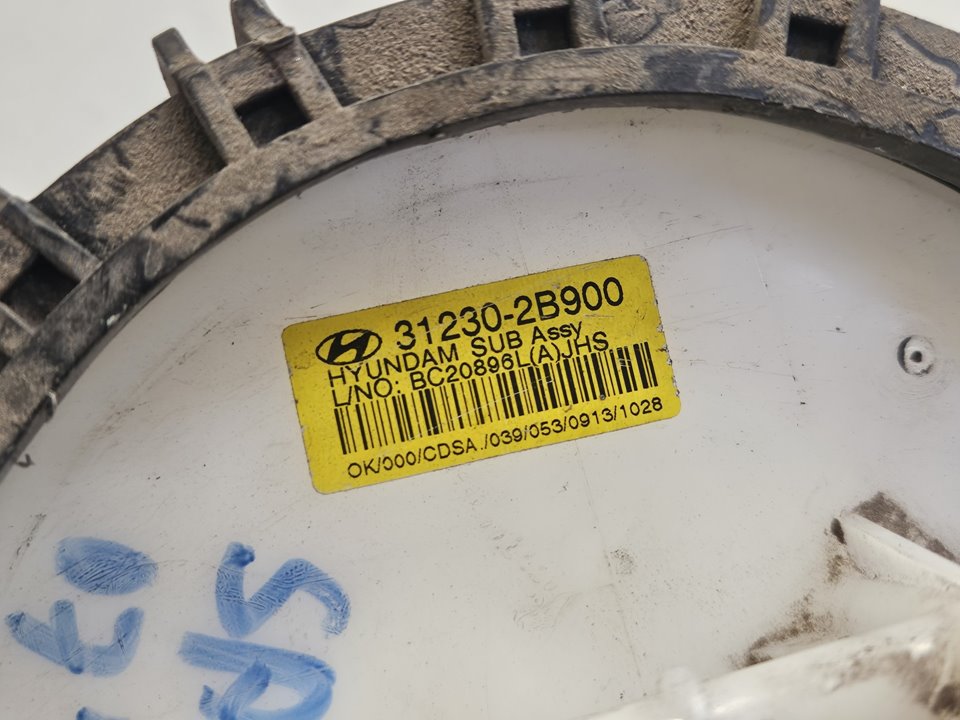 31230-2B900
HYUNDAM SUB Assy
L/NO: BC20896L(A)JHS
OK/000/CDSA./039/053/0913/1028